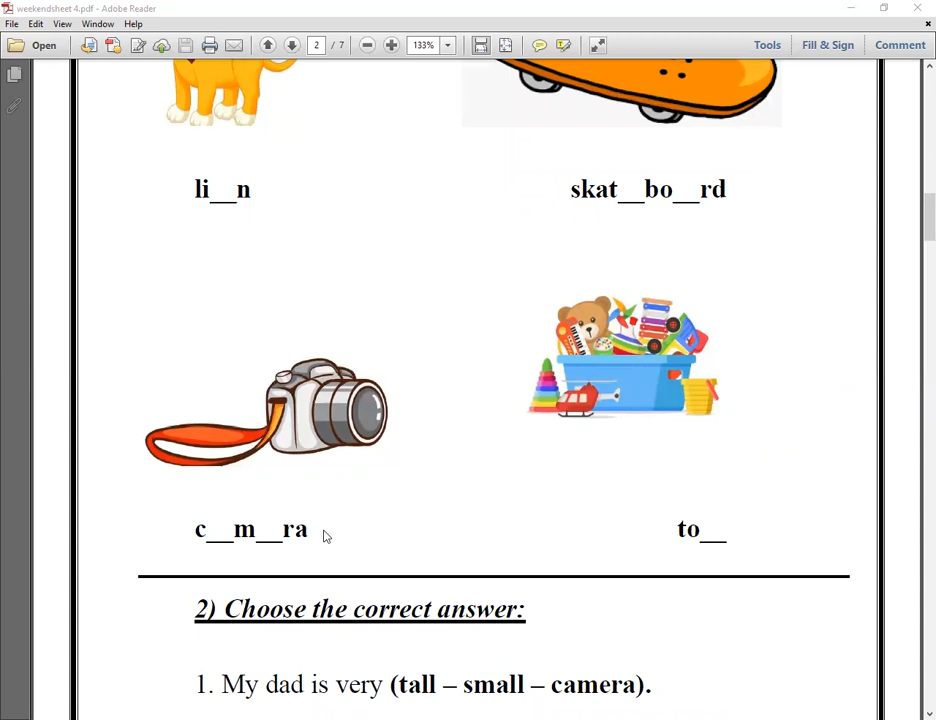 weekendsheet 4.pdf - Adobe Reader
File Edit View Window Help
Open 2 / 7 133% Tools Fill & Sign Comment
li__n skat__bo__rd
c__m__ra to__
2) Choose the correct answer:
1. My dad is very (tall – small – camera).